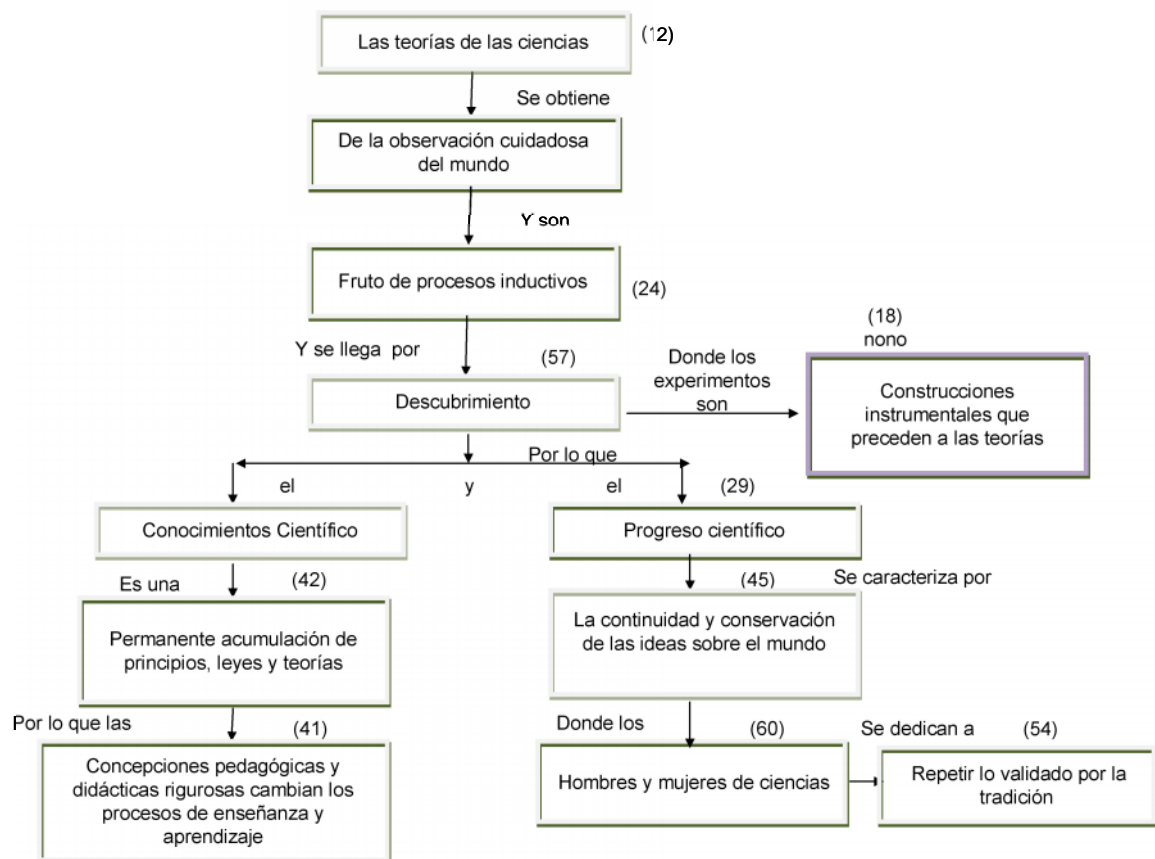 Las teorías de las ciencias
(12)
Se obtiene
De la observación cuidadosa
del mundo
Y son
Fruto de procesos inductivos
(24)
Y se llega por
(57)
Descubrimiento
Donde los
experimentos
son
(18)
nono
Construcciones
instrumentales que
preceden a las teorías
Por lo que
el
y
el
(29)
Conocimientos Científico
Progreso científico
Es una
(42)
(45)
Se caracteriza por
Permanente acumulación de
principios, leyes y teorías
La continuidad y conservación
de las ideas sobre el mundo
Por lo que las
(41)
Donde los
(60)
Se dedican a
(54)
Concepciones pedagógicas y
didácticas rigurosas cambian los
procesos de enseñanza y
aprendizaje
Hombres y mujeres de ciencias
Repetir lo validado por la
tradición